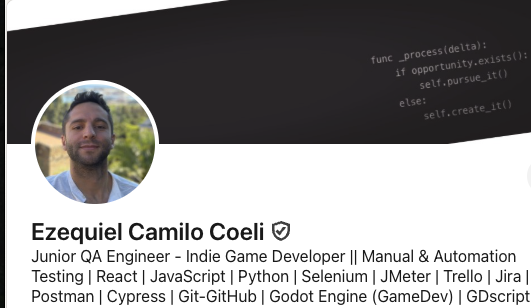 func _process(delta):
if opportunity.exists():
self.pursue_it()
else:
self.create_it()
Ezequiel Camilo Coeli
Junior QA Engineer - Indie Game Developer || Manual & Automation
Testing | React | JavaScript | Python | Selenium | JMeter | Trello | Jira |
Postman | Cypress | Git-GitHub | Godot Engine (GameDev) | GDscript